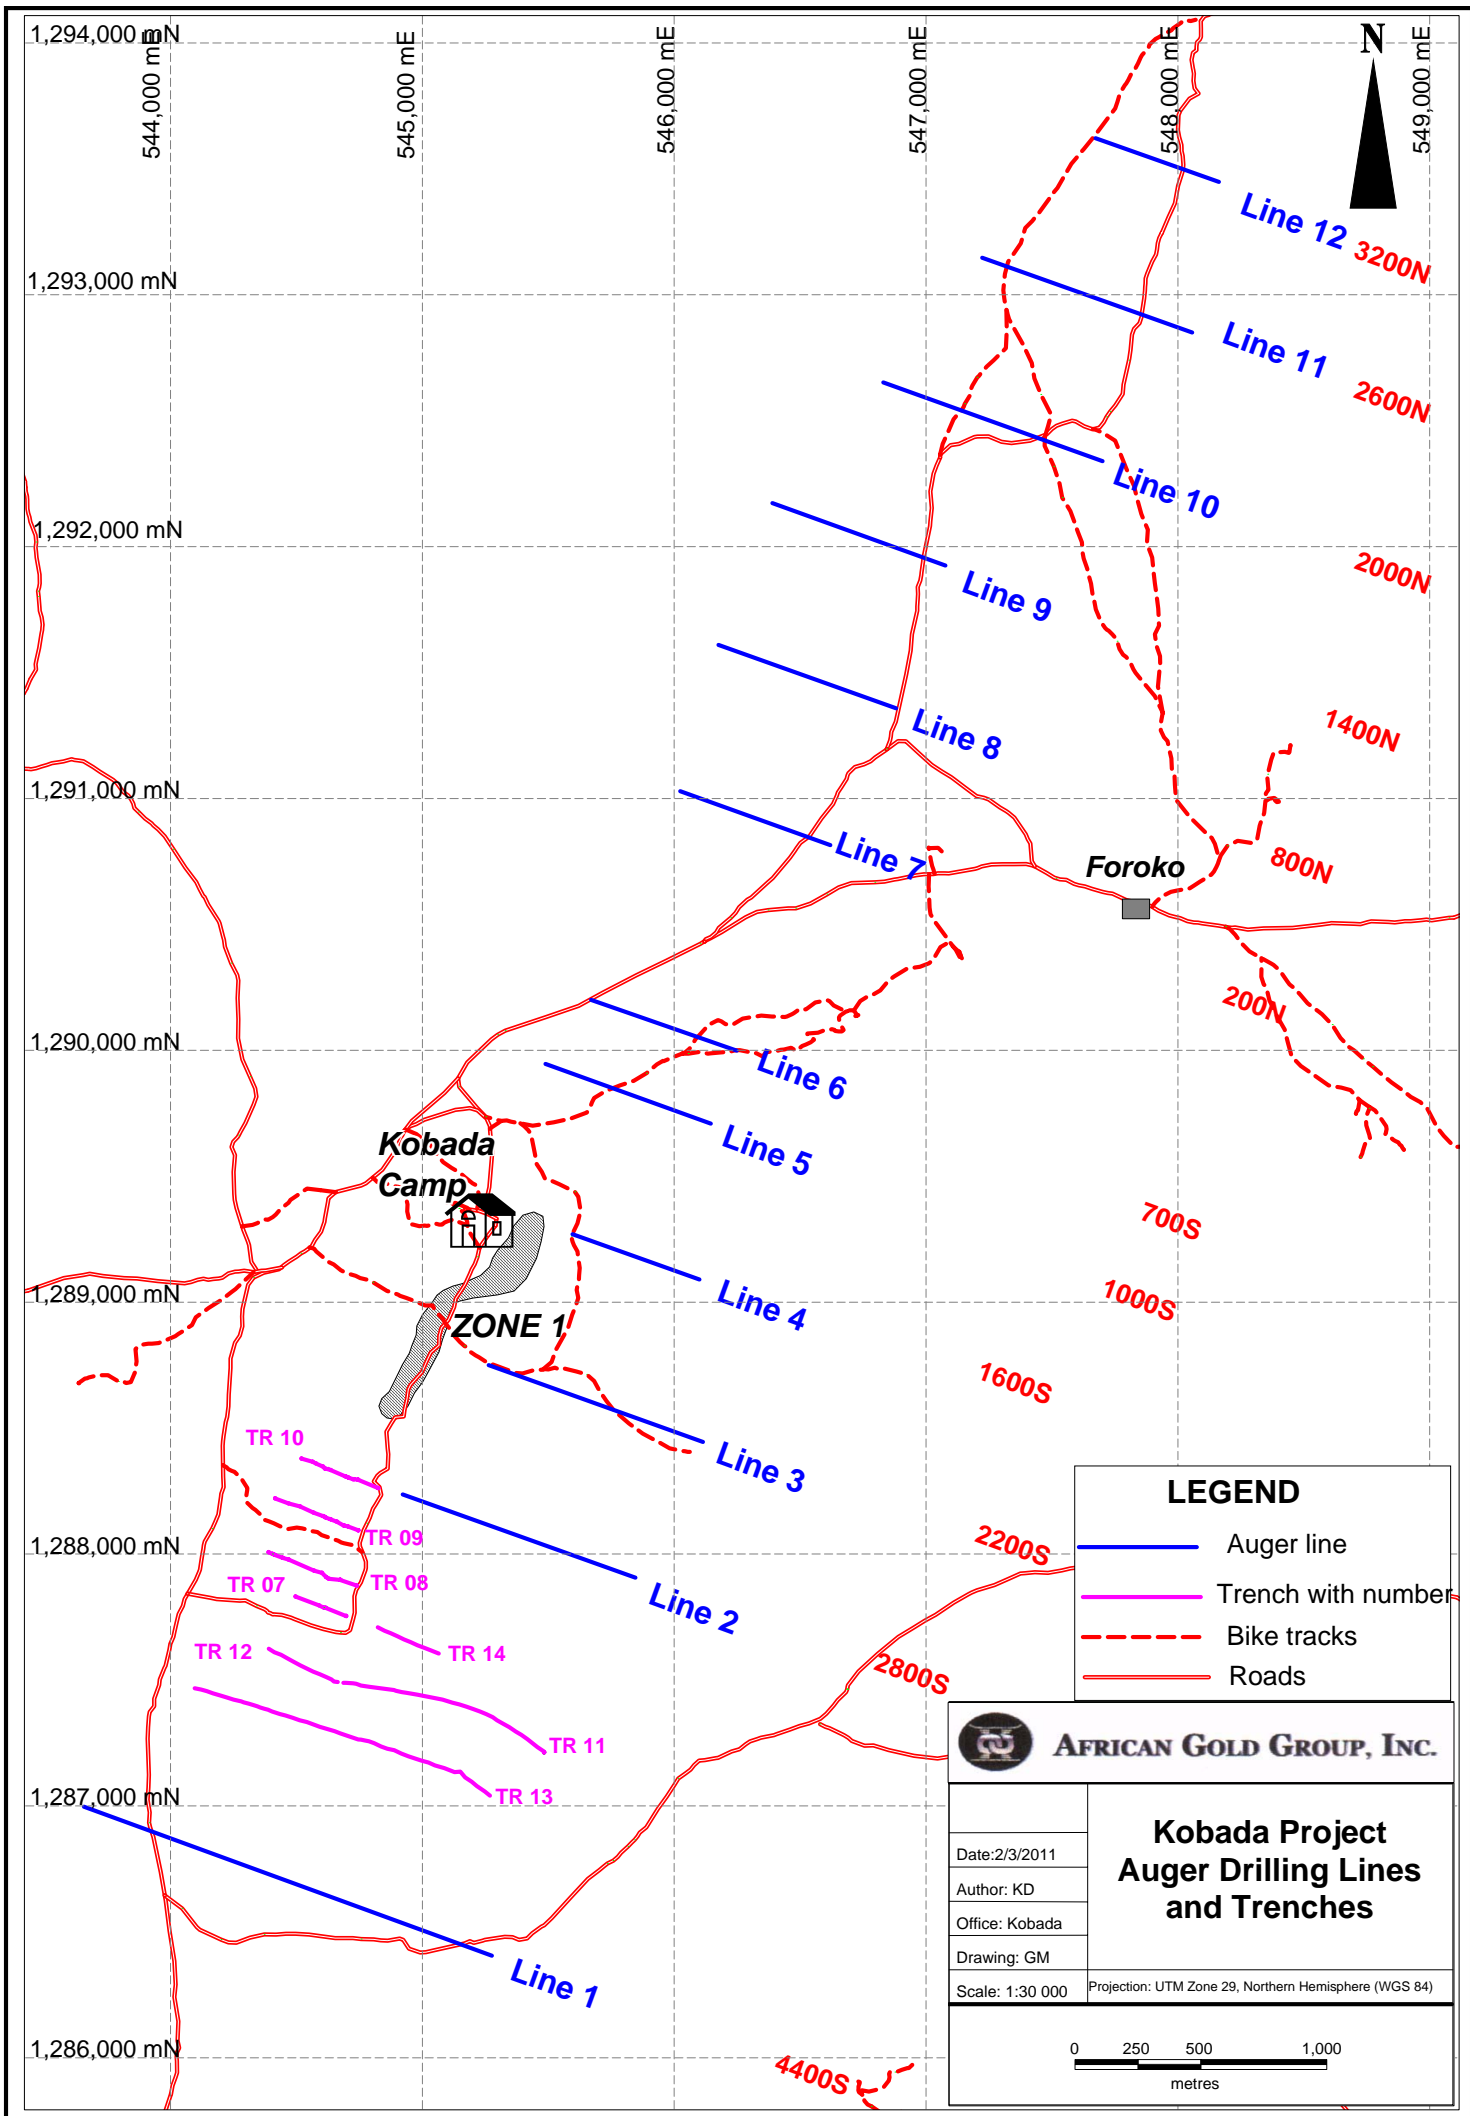 1,294,000 mN
544,000 mE
545,000 mE
546,000 mE
547,000 mE
548,000 mE
549,000 mE
N
Line 12
3200N
1,293,000 mN
Line 11
2600N
Line 10
1,292,000 mN
2000N
Line 9
1400N
Line 8
1,291,000 mN
Line 7
Foroko
800N
200N
1,290,000 mN
Line 6
Line 5
Kobada
Camp
700S
1,289,000 mN
Line 4
1000S
ZONE 1
1600S
TR 10
Line 3
LEGEND
Auger line
Trench with number
Bike tracks
Roads
TR 09
1,288,000 mN
2200S
TR 07
TR 08
Line 2
TR 12
TR 14
2800S
TR 11
TR 13
1,287,000 mN
Line 1
AFRICAN GOLD GROUP, INC.
Kobada Project
Auger Drilling Lines
and Trenches
Date:2/3/2011
Author: KD
Office: Kobada
Drawing: GM
Scale: 1:30 000
Projection: UTM Zone 29, Northern Hemisphere (WGS 84)
1,286,000 mN
4400S
0 250 500 1,000
metres